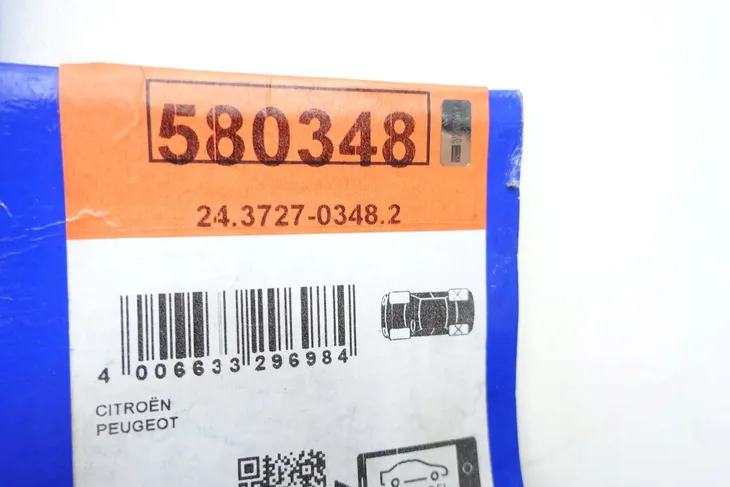 580348
24.3727-0348.2
4 006633 296984
CITROËN
PEUGEOT